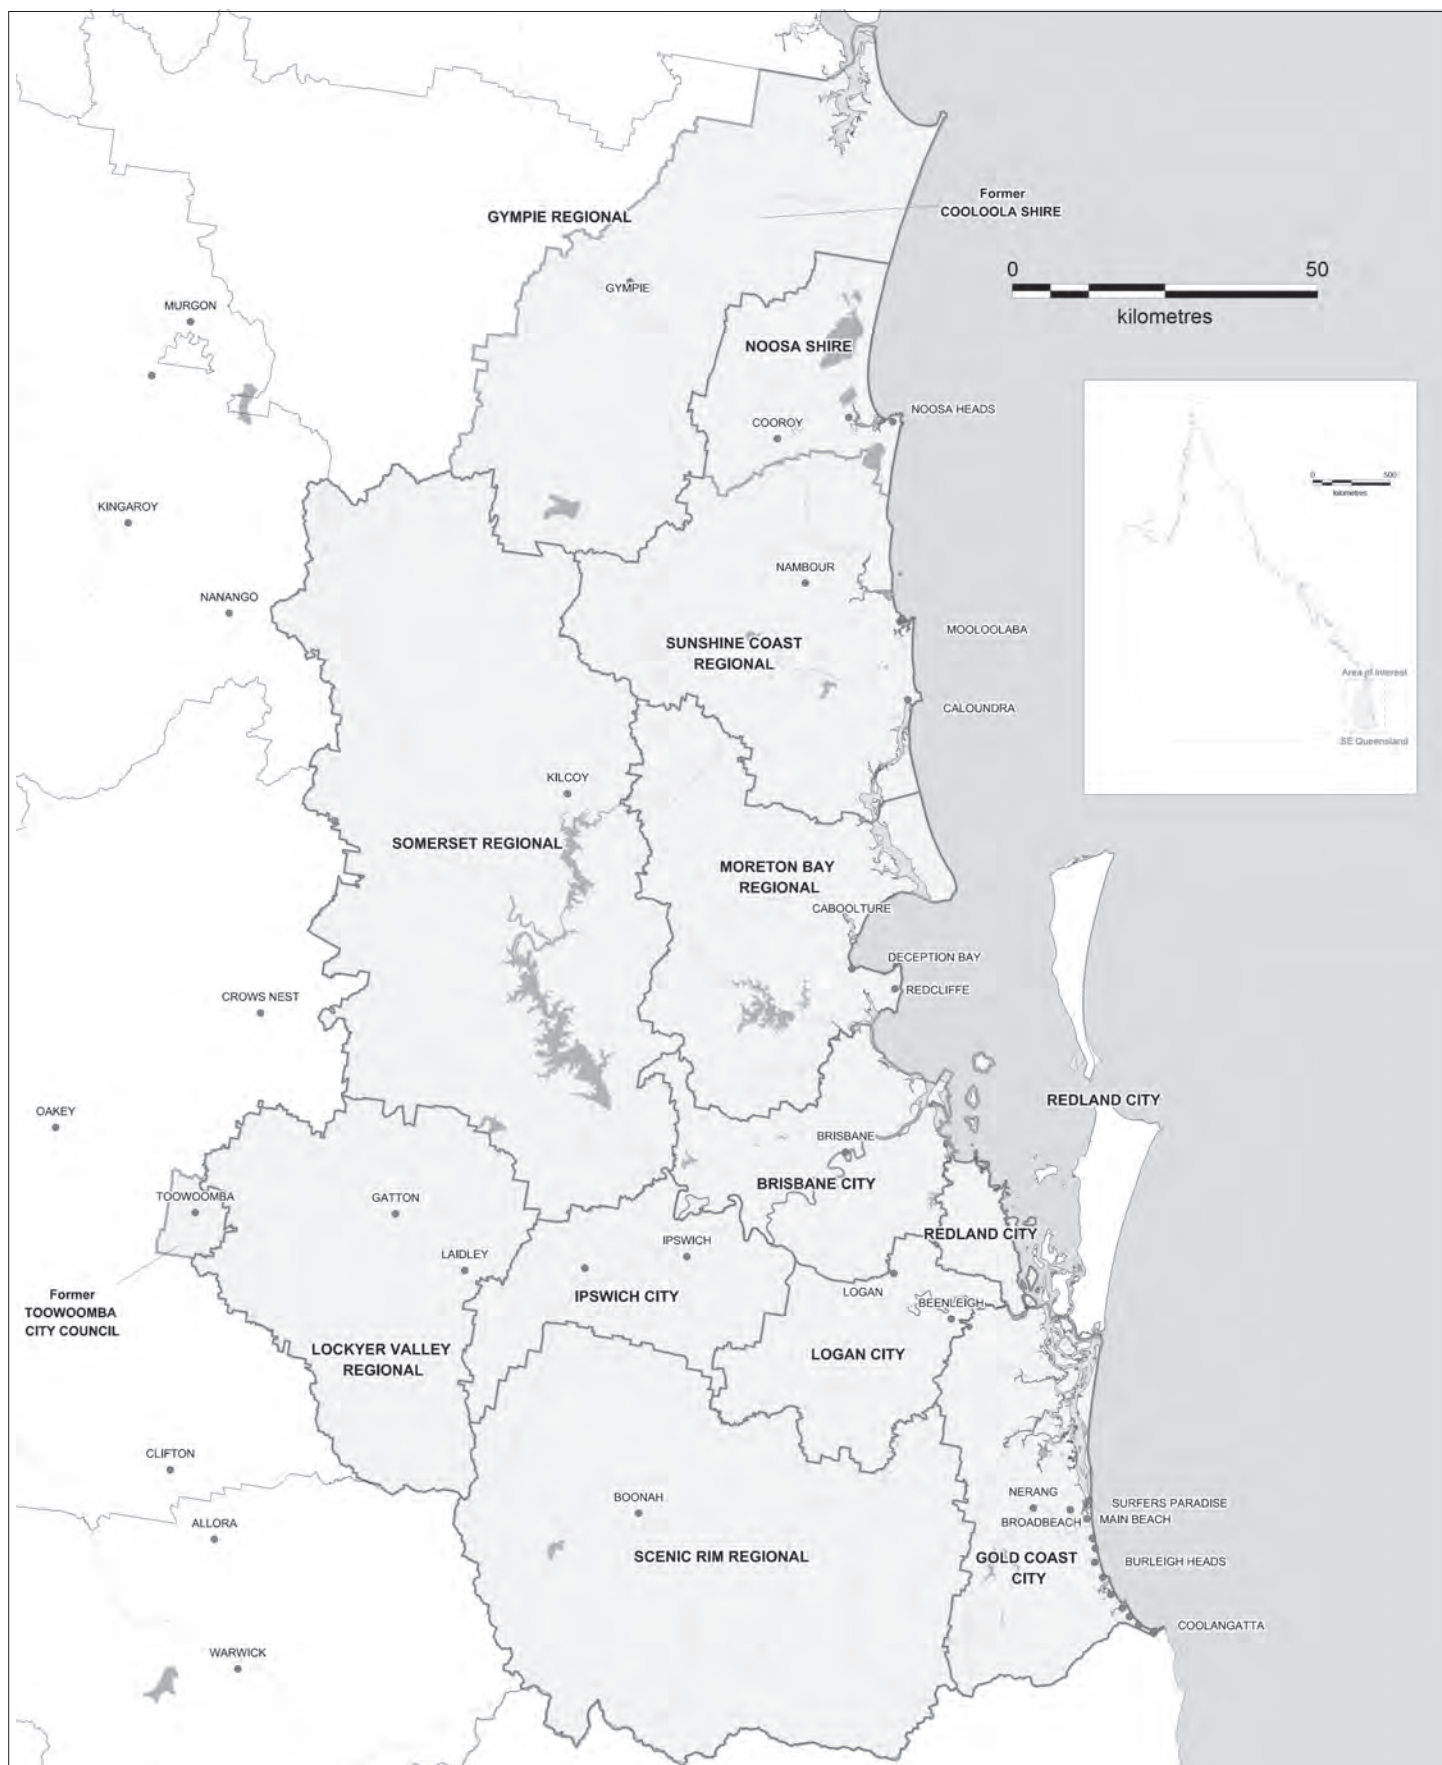 Former
COOLOOLA SHIRE
GYMPIE REGIONAL
0 50
kilometres
GYMPIE
MURGON
NOOSA SHIRE
NOOSA HEADS
COOROY
0 500
kilometres
KINGAROY
NAMBOUR
NANANGO
MOOLOOLABA
SUNSHINE COAST
REGIONAL
Area of interest
CALOUNDRA
SE Queensland
KILCOY
SOMERSET REGIONAL
MORETON BAY
REGIONAL
CABOOLTURE
DECEPTION BAY
REDCLIFFE
CROWS NEST
REDLAND CITY
OAKEY
BRISBANE
BRISBANE CITY
TOOWOOMBA
GATTON
REDLAND CITY
IPSWICH
LAIDLEY
Former
TOOWOOMBA
CITY COUNCIL
IPSWICH CITY
LOGAN
BEENLEIGH
LOCKYER VALLEY
REGIONAL
LOGAN CITY
CLIFTON
NERANG
BOONAH
SURFERS PARADISE
MAIN BEACH
BROADBEACH
ALLORA
SCENIC RIM REGIONAL
GOLD COAST
CITY
BURLEIGH HEADS
COOLANGATTA
WARWICK